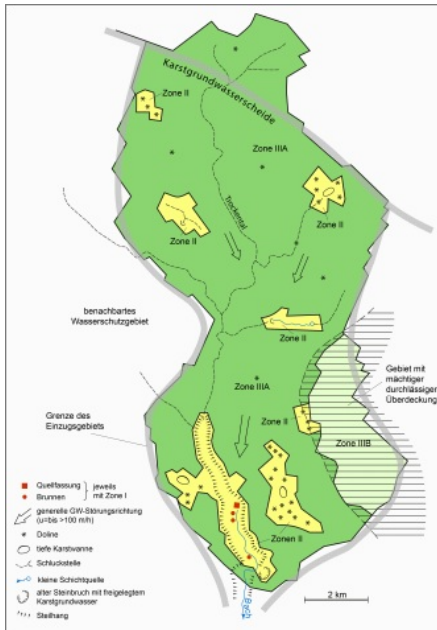 Karstgrundwasserscheide
Zone II
Zone IIIA
Trockental
Zone II
Zone II
benachbartes
Wasserschutzgebiet
Zone II
Gebiet mit
mächtiger
durchlässiger
Überdeckung
Zone IIIA
Grenze des
Einzugsgebiets
Zone II
Zone IIIB
Quellfassung
Brunnen
jeweils
mit Zone I
generelle GW-Störungsrichtung
(u=bis >100 m/h)
Doline
tiefe Karstwanne
Schluckstelle
kleine Schichtquelle
alter Steinbruch mit freigelegtem
Karstgrundwasser
Steilhang
Zonen II
Bach
2 km